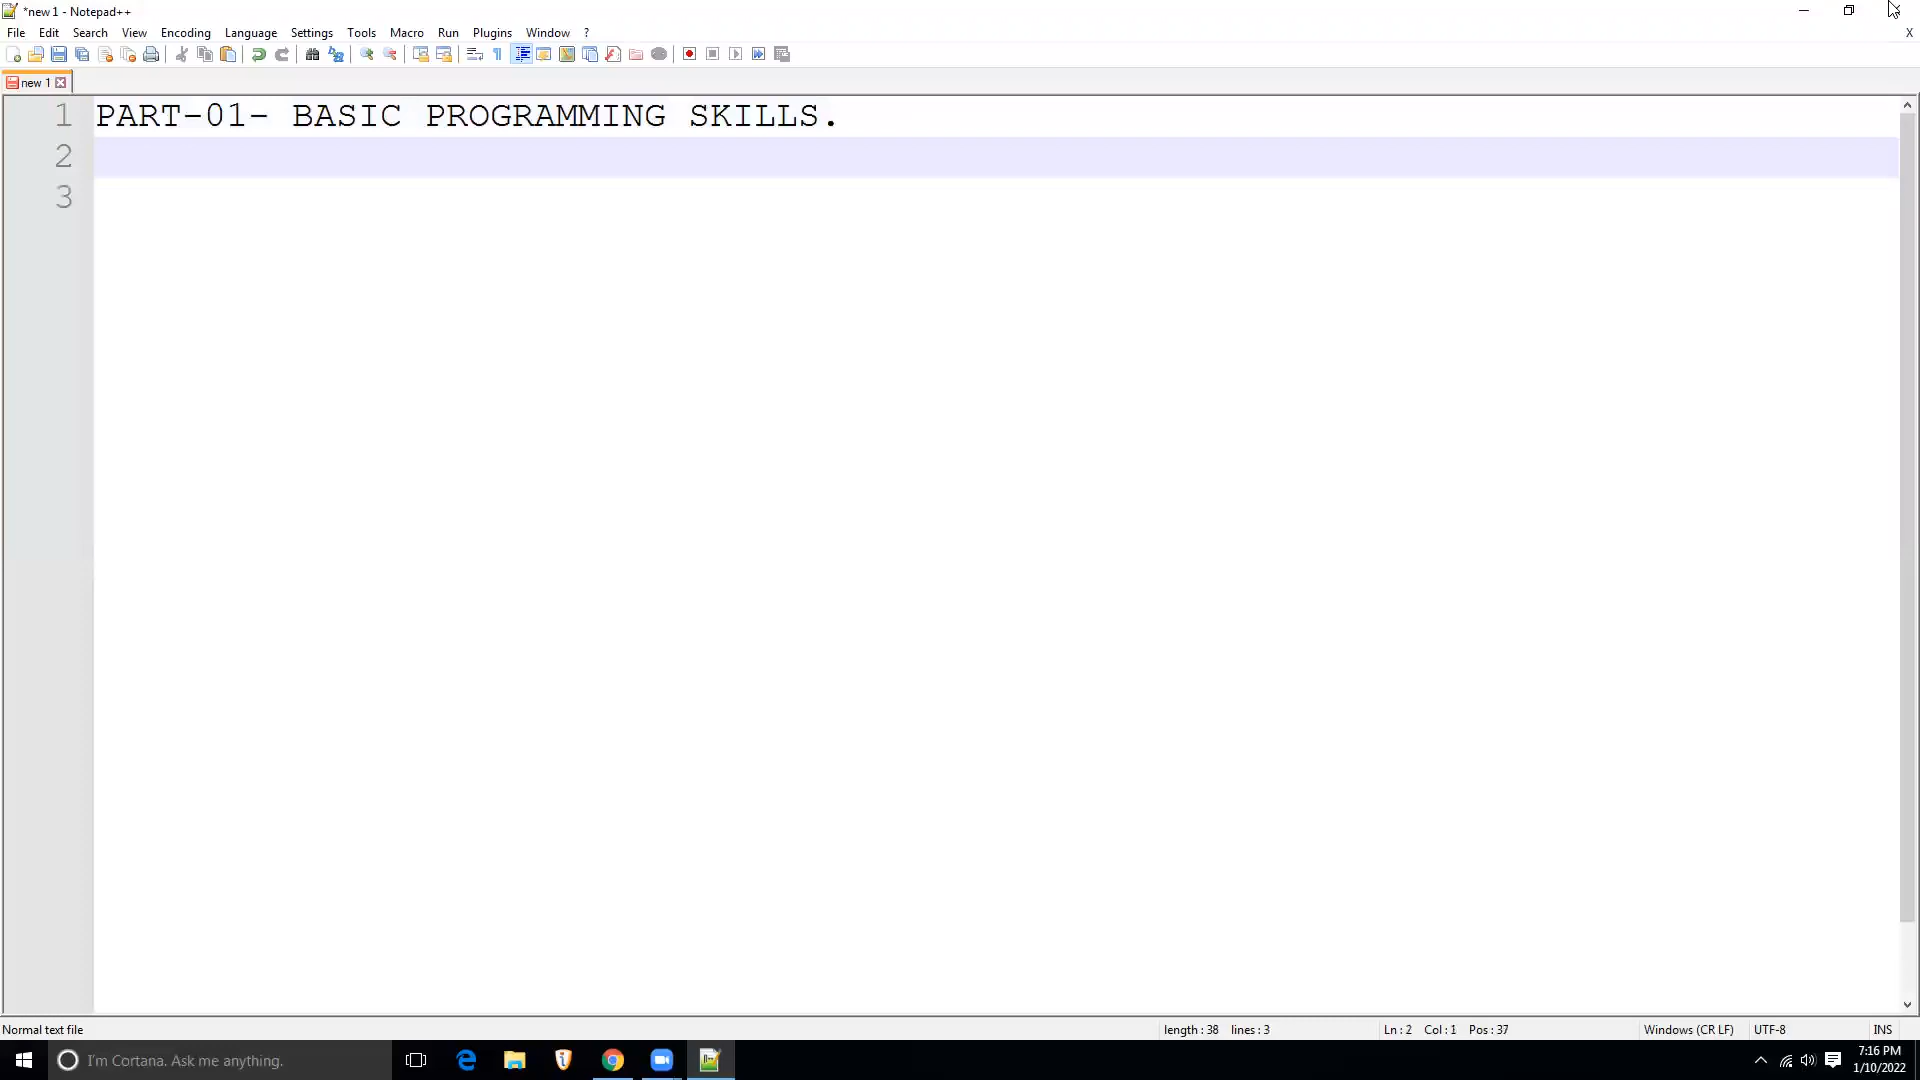 *new 1 - Notepad++
File Edit Search View Encoding Language Settings Tools Macro Run Plugins Window ?
X
new 1
1 PART-01- BASIC PROGRAMMING SKILLS.
2
3
Normal text file length : 38 lines : 3 Ln : 2 Col : 1 Pos : 37 Windows (CR LF) UTF-8 INS
I'm Cortana. Ask me anything.
7:16 PM
1/10/2022